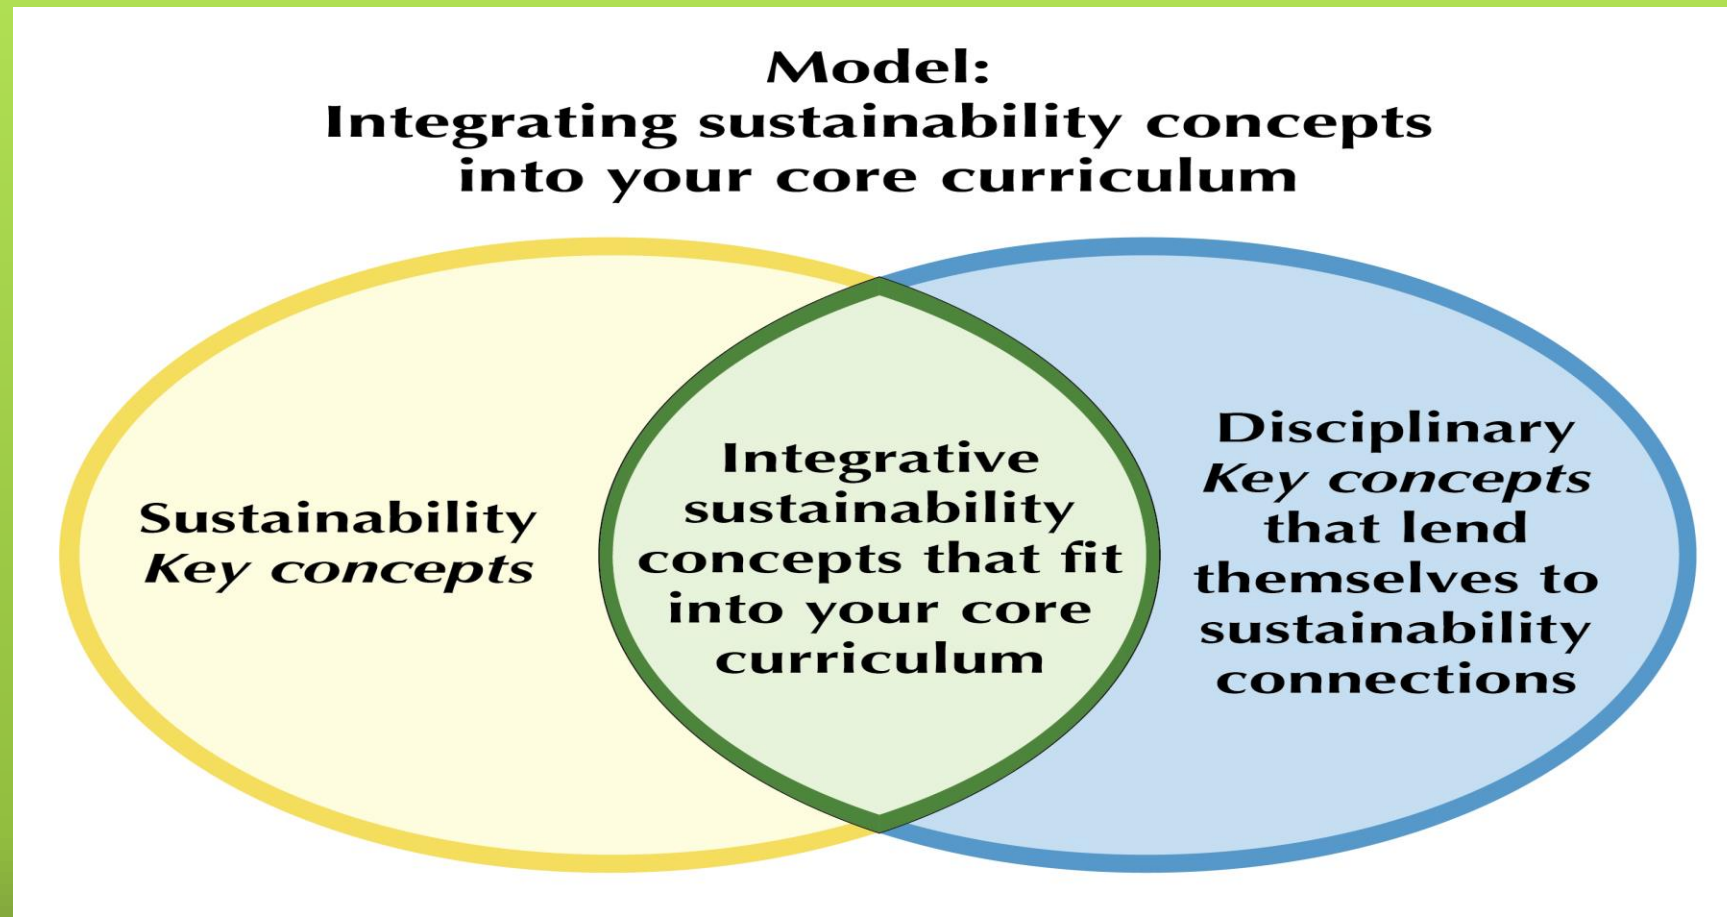 Model:
Integrating sustainability concepts
into your core curriculum
Sustainability
Key concepts
Integrative
sustainability
concepts that fit
into your core
curriculum
Disciplinary
Key concepts
that lend
themselves to
sustainability
connections